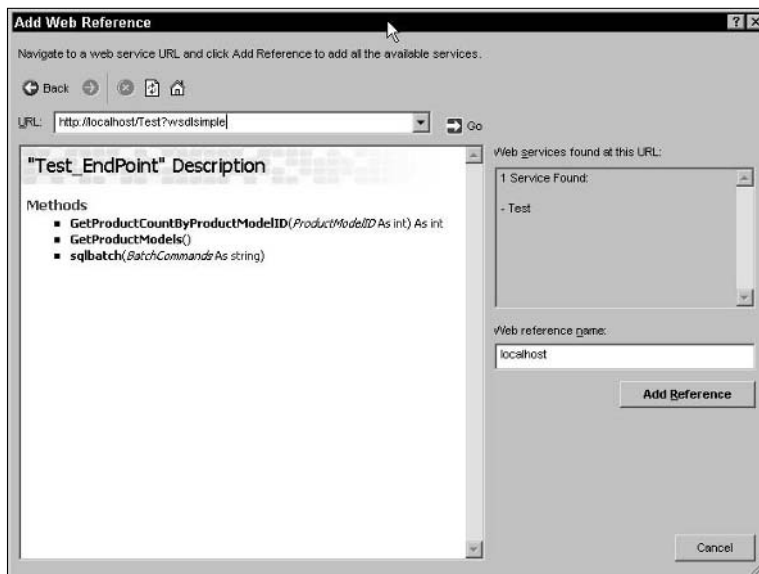 Add Web Reference
Navigate to a web service URL and click Add Reference to add all the available services.
Back
URL: http://localhost/Test?wsdlsimple
Go
"Test_EndPoint" Description
Methods
GetProductCountByProductModelID(ProductModelID As int) As int
GetProductModels()
sqlbatch(BatchCommands As string)
Web services found at this URL:
1 Service Found:
- Test
Web reference name:
localhost
Add Reference
Cancel